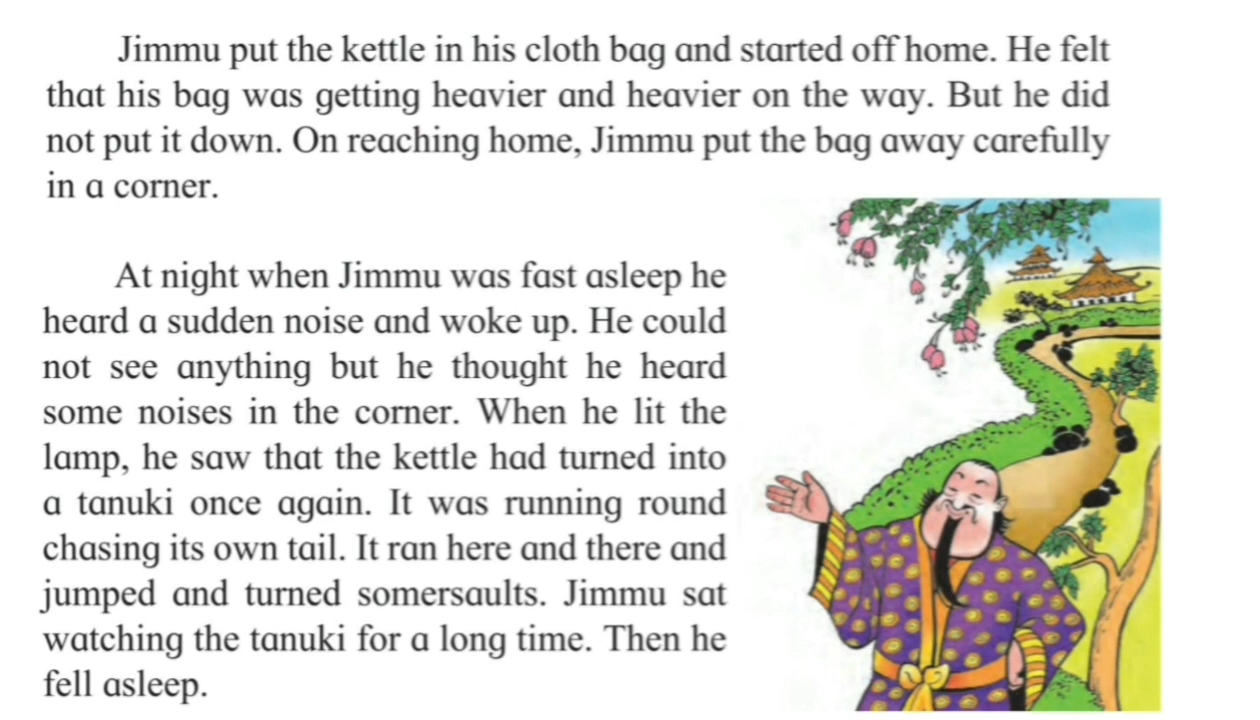 Jimmu put the kettle in his cloth bag and started off home. He felt
that his bag was getting heavier and heavier on the way. But he did
not put it down. On reaching home, Jimmu put the bag away carefully
in a corner.
At night when Jimmu was fast asleep he
heard a sudden noise and woke up. He could
not see anything but he thought he heard
some noises in the corner. When he lit the
lamp, he saw that the kettle had turned into
a tanuki once again. It was running round
chasing its own tail. It ran here and there and
jumped and turned somersaults. Jimmu sat
watching the tanuki for a long time. Then he
fell asleep.